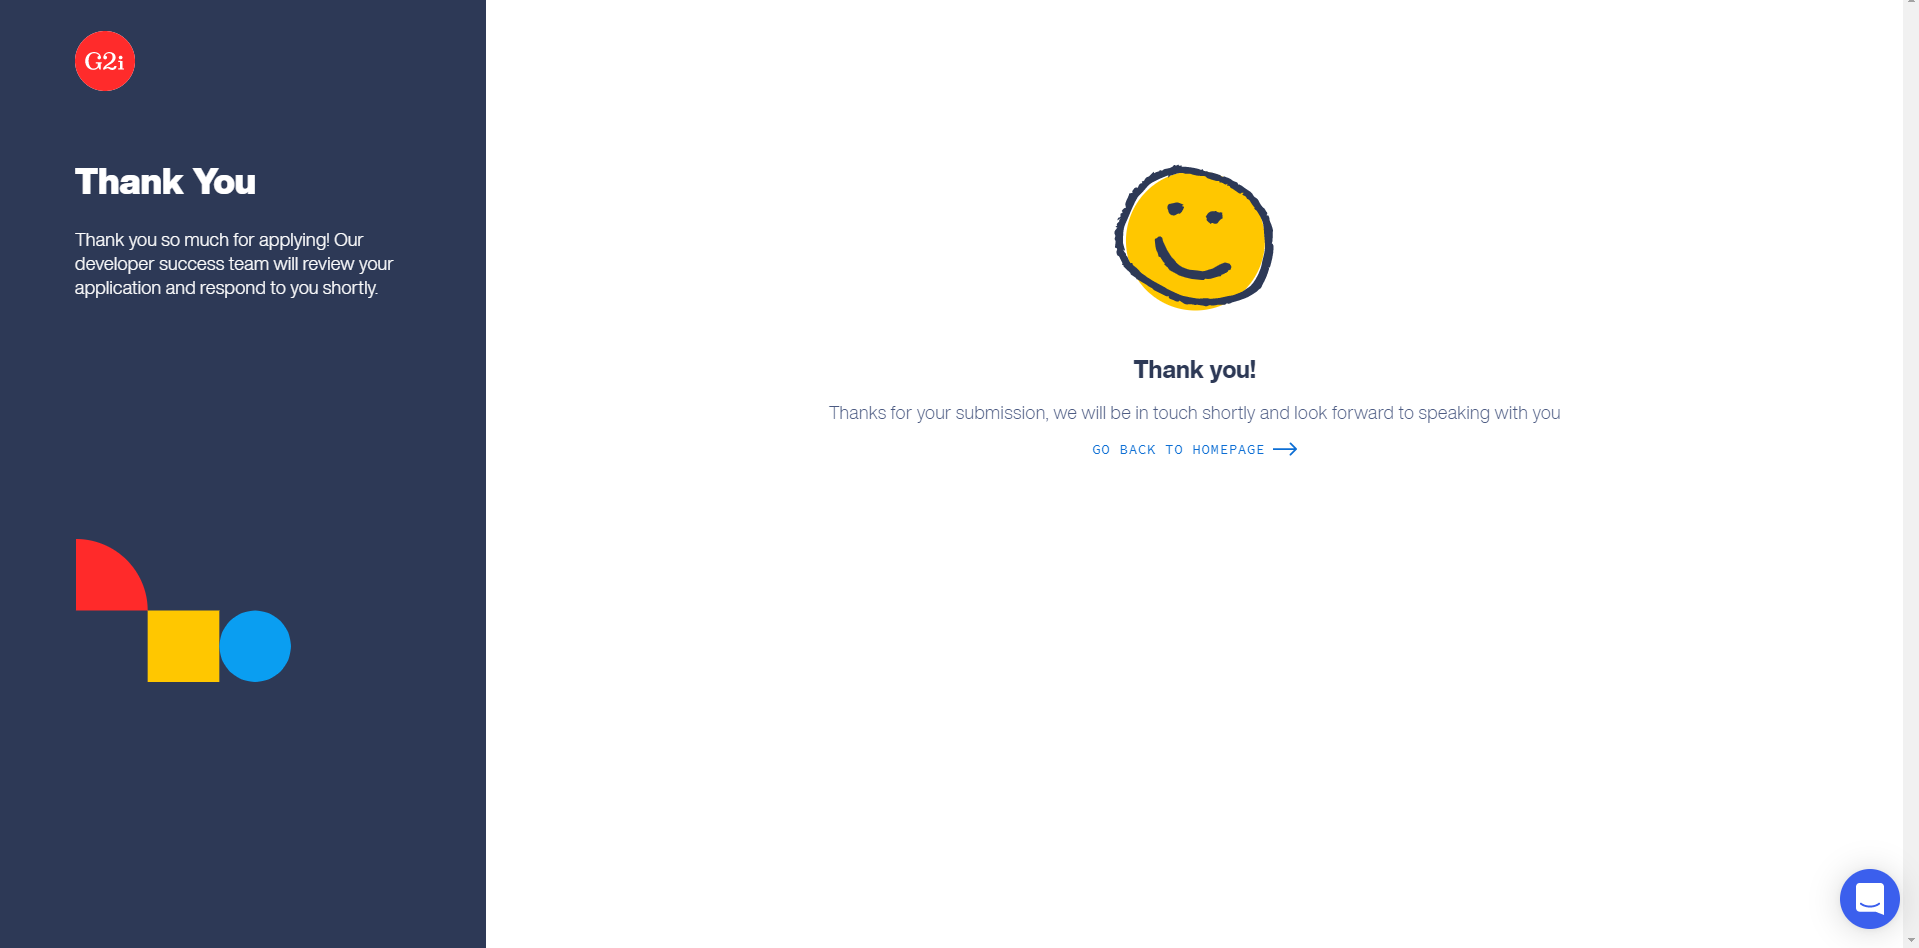 G2i
Thank You
Thank you so much for applying! Our
developer success team will review your
application and respond to you shortly.
Thank you!
Thanks for your submission, we will be in touch shortly and look forward to speaking with you
GO BACK TO HOMEPAGE